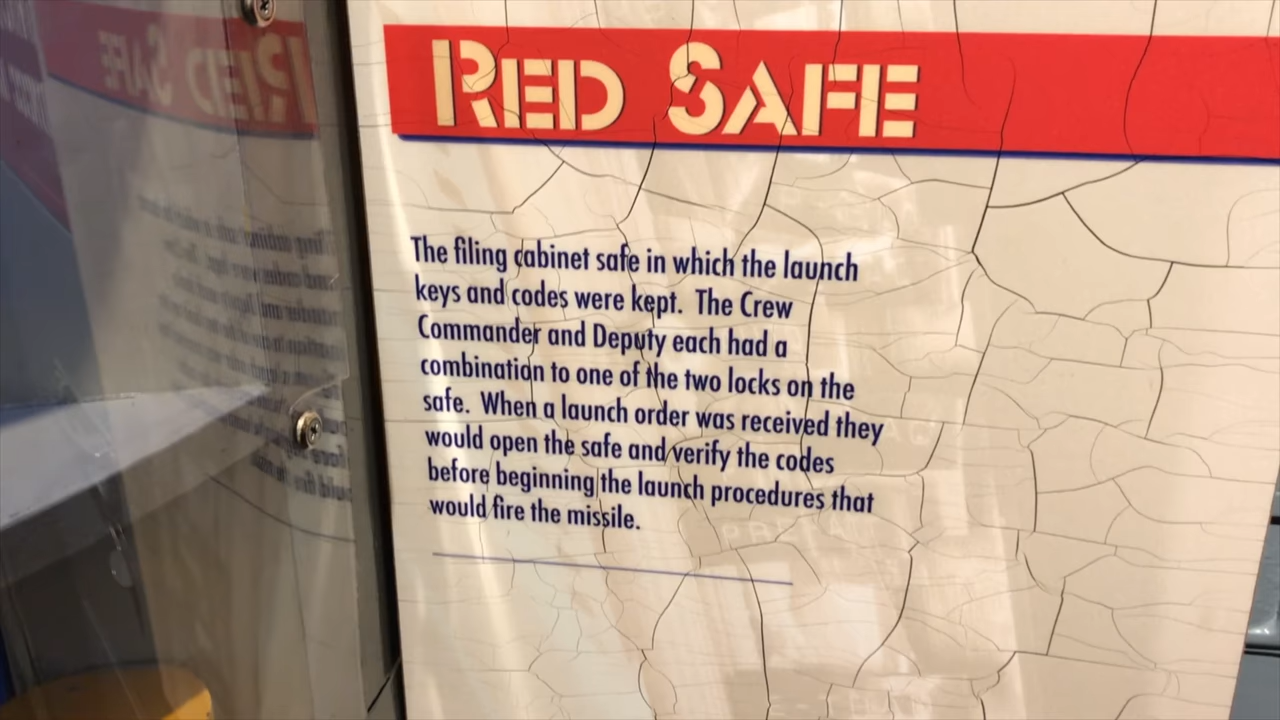 RED SAFE
The filing cabinet safe in which the launch
keys and codes were kept. The Crew
Commander and Deputy each had a
combination to one of the two locks on the
safe. When a launch order was received they
would open the safe and verify the codes
before beginning the launch procedures that
would fire the missile.